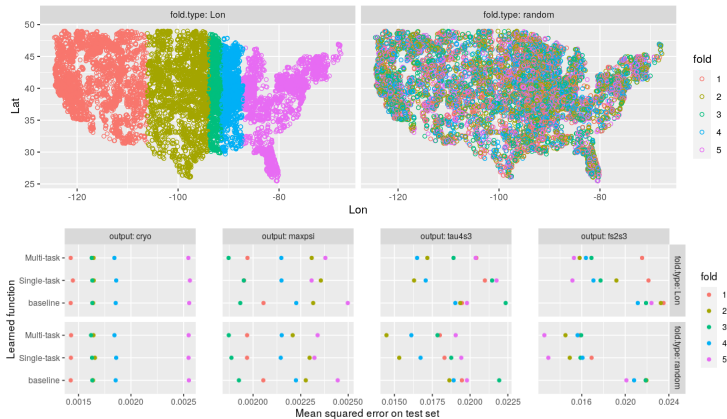 fold.type: Lon
fold.type: random
50
45
40
35
30
25
Lat
-120
-100
-80
-120
-100
-80
Lon
fold
1
2
3
4
5
output: cryo
output: maxpsi
output: tau4s3
output: fs2s3
Multi-task
Single-task
baseline
fold.type: Lon
Multi-task
Single-task
baseline
fold.type: random
Learned function
0.0015
0.0020
0.0025
0.00200
0.00225
0.00250
0.0150
0.0175
0.0200
0.0225
0.016
0.020
0.024
Mean squared error on test set
fold
1
2
3
4
5